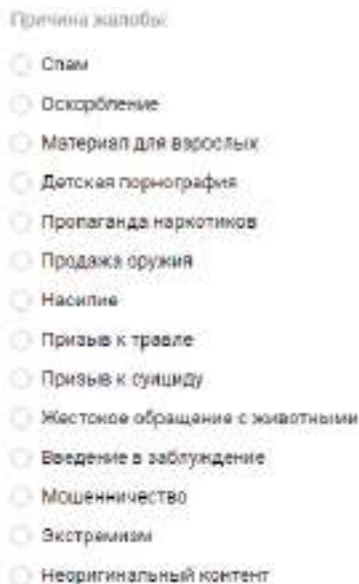 Причина жалобы:
Спам
Оскорбление
Материал для взрослых
Детская порнография
Пропаганда наркотиков
Продажа оружия
Насилие
Призыв к травле
Призыв к суициду
Жестокое обращение с животными
Введение в заблуждение
Мошенничество
Экстремизм
Неоригинальный контент